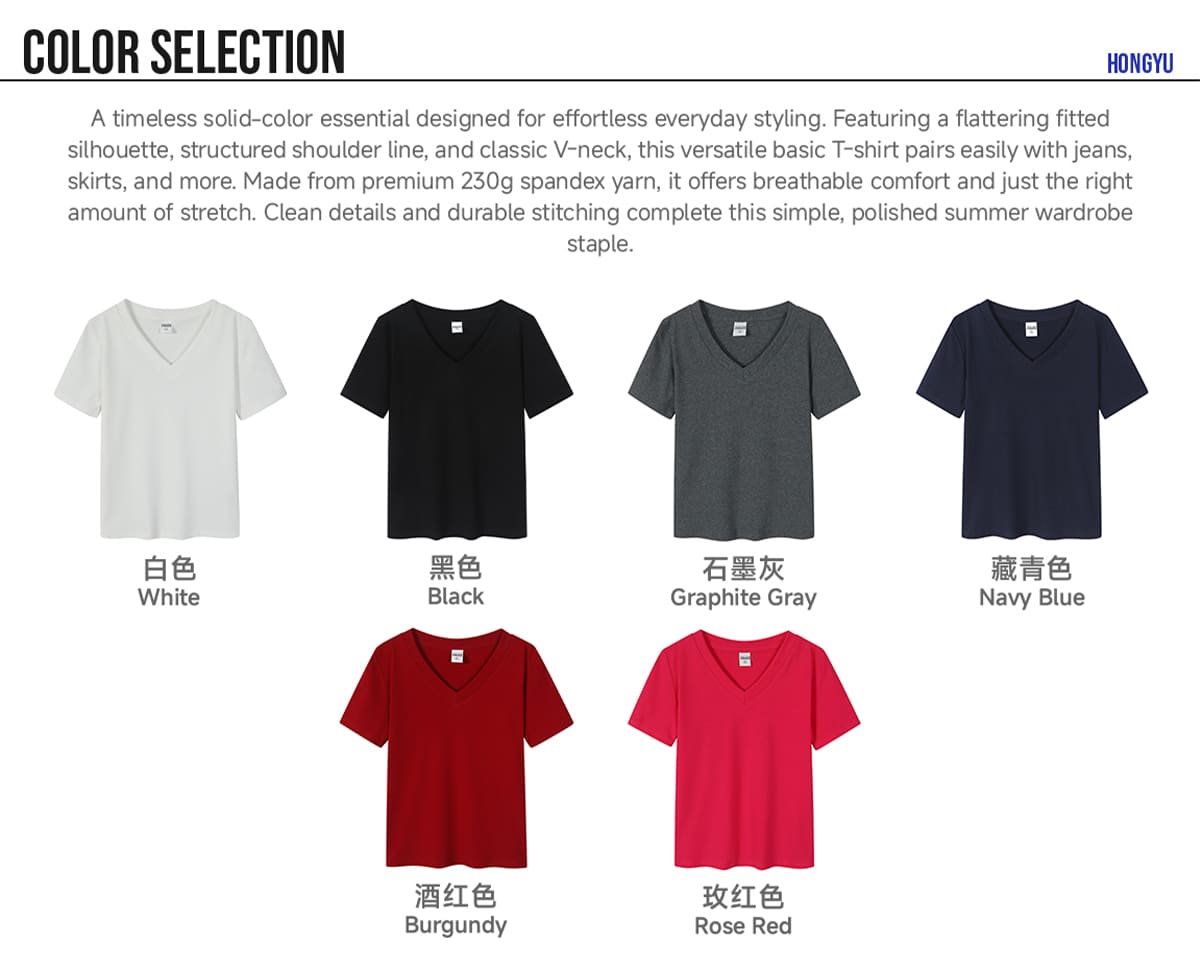 COLOR SELECTION
HONGYU
A timeless solid-color essential designed for effortless everyday styling. Featuring a flattering fitted
silhouette, structured shoulder line, and classic V-neck, this versatile basic T-shirt pairs easily with jeans,
skirts, and more. Made from premium 230g spandex yarn, it offers breathable comfort and just the right
amount of stretch. Clean details and durable stitching complete this simple, polished summer wardrobe
staple.
白色
White
黑色
Black
石墨灰
Graphite Gray
藏青色
Navy Blue
酒红色
Burgundy
玫红色
Rose Red